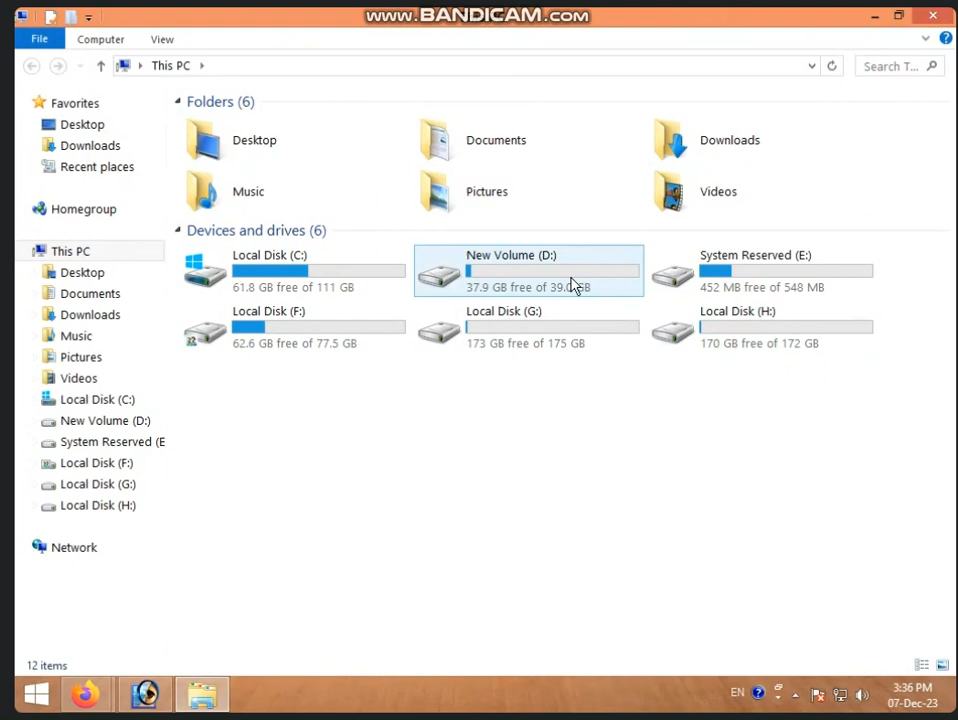 www.BANDICAM.com
File Computer View
This PC
Search T...
Favorites
Desktop
Downloads
Recent places
Homegroup
This PC
Desktop
Documents
Downloads
Music
Pictures
Videos
Local Disk (C:)
New Volume (D:)
System Reserved (E
Local Disk (F:)
Local Disk (G:)
Local Disk (H:)
Network
Folders (6)
Desktop Documents Downloads
Music Pictures Videos
Devices and drives (6)
Local Disk (C:)
61.8 GB free of 111 GB
New Volume (D:)
37.9 GB free of 39.0 GB
System Reserved (E:)
452 MB free of 548 MB
Local Disk (F:)
62.6 GB free of 77.5 GB
Local Disk (G:)
173 GB free of 175 GB
Local Disk (H:)
170 GB free of 172 GB
12 items
EN
3:36 PM
07-Dec-23